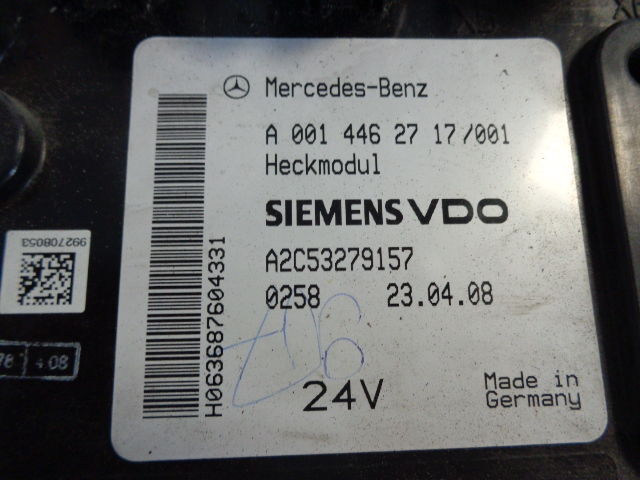 Mercedes-Benz
A 001 446 27 17/001
Heckmodul
SIEMENS VDO
A2C53279157
0258 23.04.08
24V
Made in
Germany
H063687604331
992708053